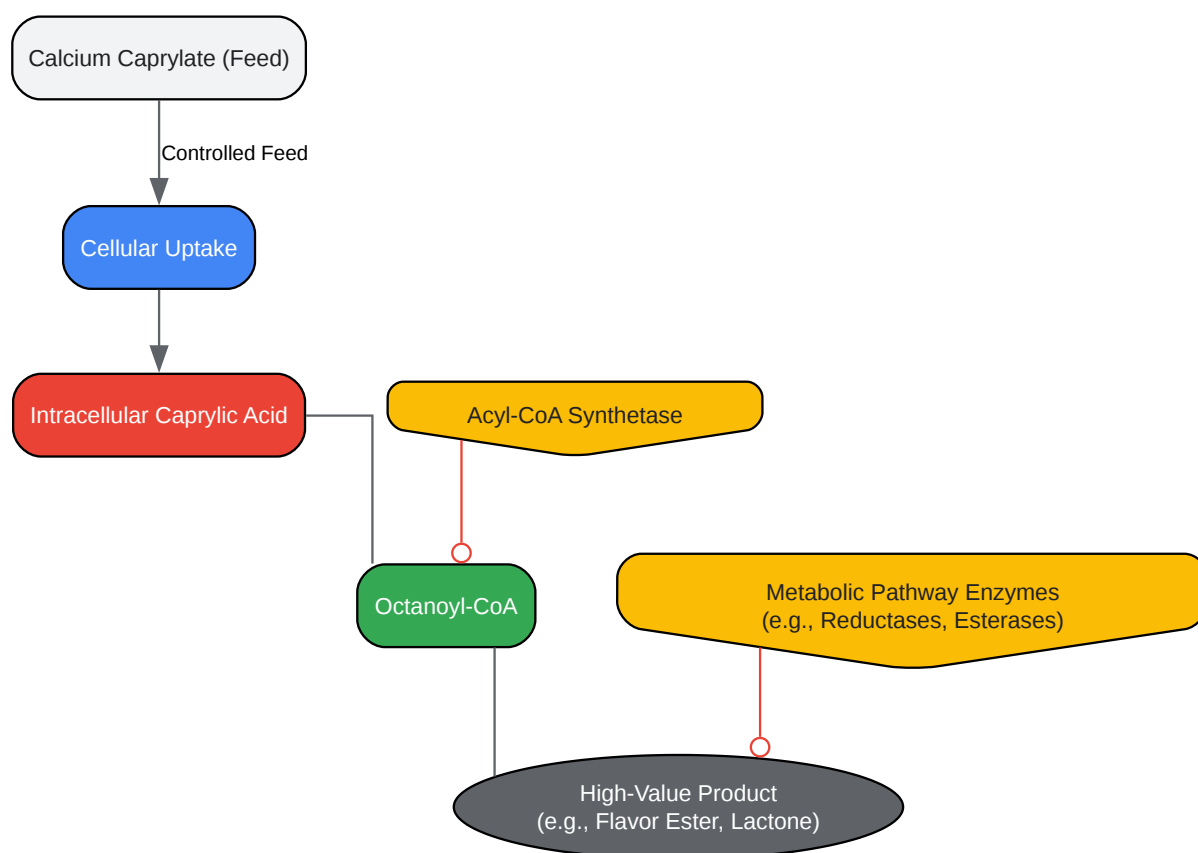 Calcium Caprylate (Feed)
Controlled Feed
Cellular Uptake
Intracellular Caprylic Acid
Acyl-CoA Synthetase
Octanoyl-CoA
Metabolic Pathway Enzymes
(e.g., Reductases, Esterases)
High-Value Product
(e.g., Flavor Ester, Lactone)